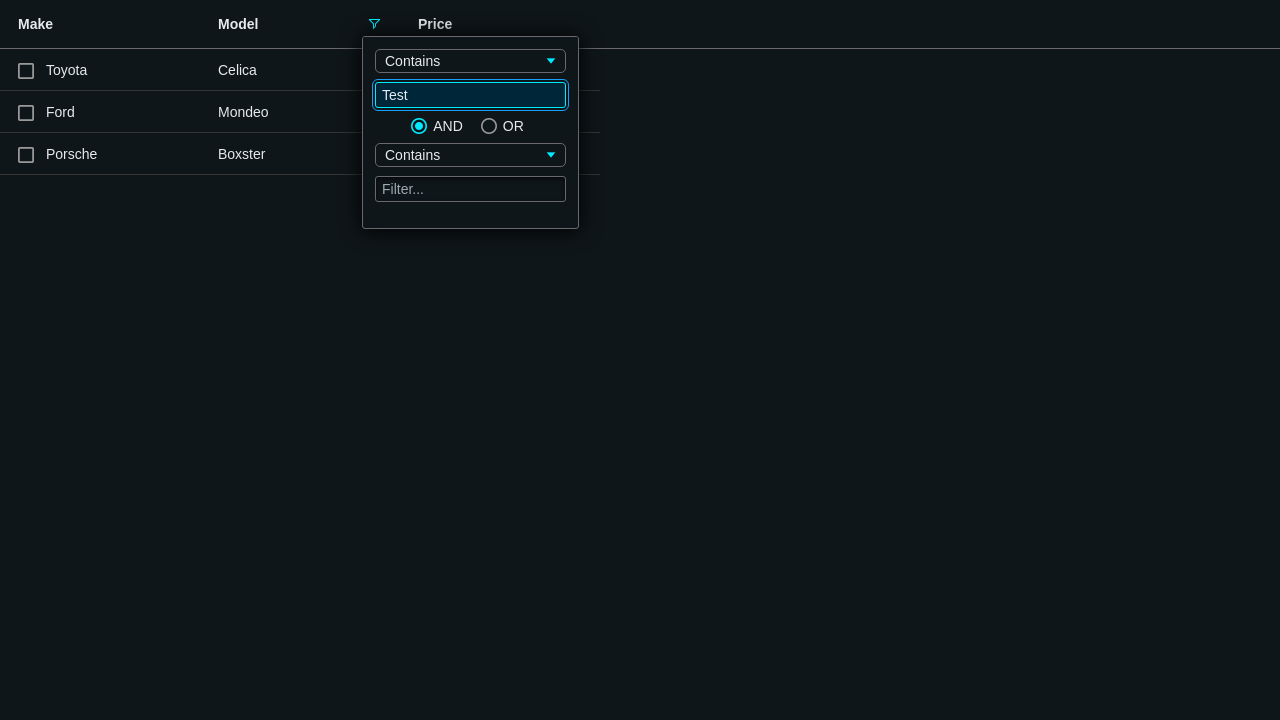 Make Model Price
Toyota Celica
Ford Mondeo
Porsche Boxster
Contains
Test
AND OR
Contains
Filter...